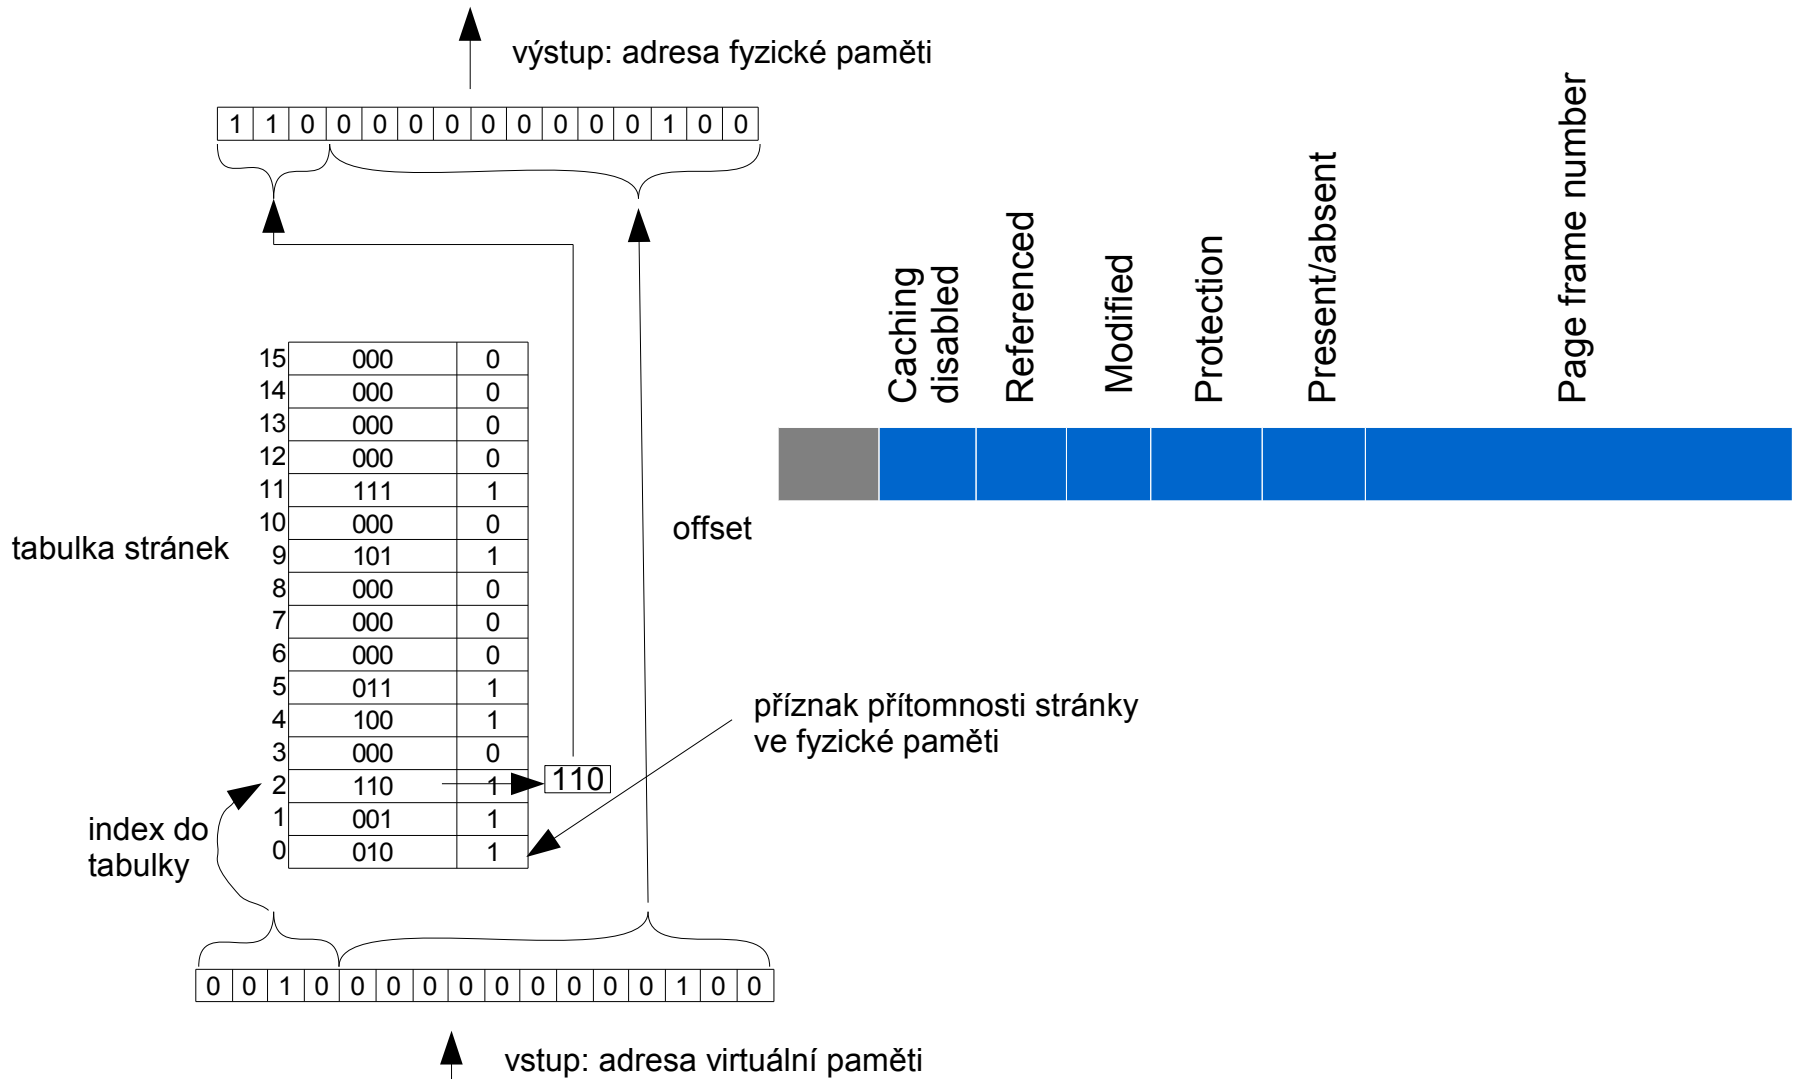 výstup: adresa fyzické paměti
1 1 0 0 0 0 0 0 0 0 0 0 1 0 0
Caching
disabled
Referenced
Modified
Protection
Present/absent
Page frame number
15 000 0
14 000 0
13 000 0
12 000 0
11 111 1
10 000 0
9 101 1
8 000 0
7 000 0
6 000 0
5 011 1
4 100 1
3 000 0
2 110 1
1 001 1
0 010 1
tabulka stránek
offset
110
příznak přítomnosti stránky
ve fyzické paměti
index do
tabulky
0 0 1 0 0 0 0 0 0 0 0 0 0 1 0 0
vstup: adresa virtuální paměti